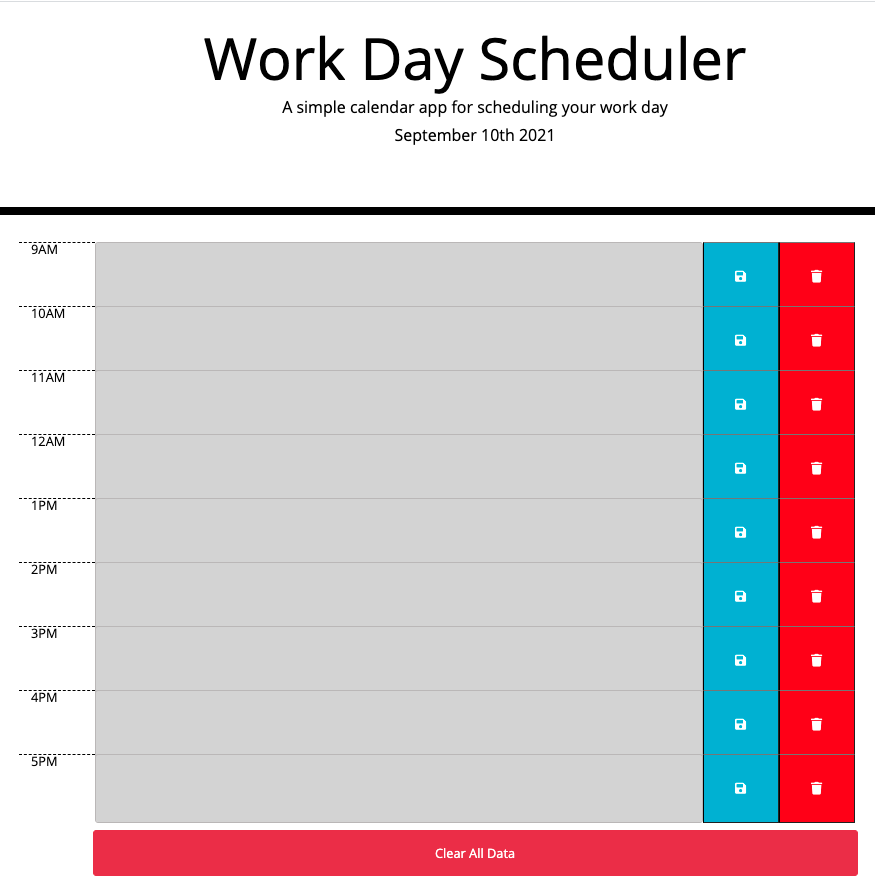 Work Day Scheduler
A simple calendar app for scheduling your work day
September 10th 2021
9AM
10AM
11AM
12AM
1PM
2PM
3PM
4PM
5PM
Clear All Data